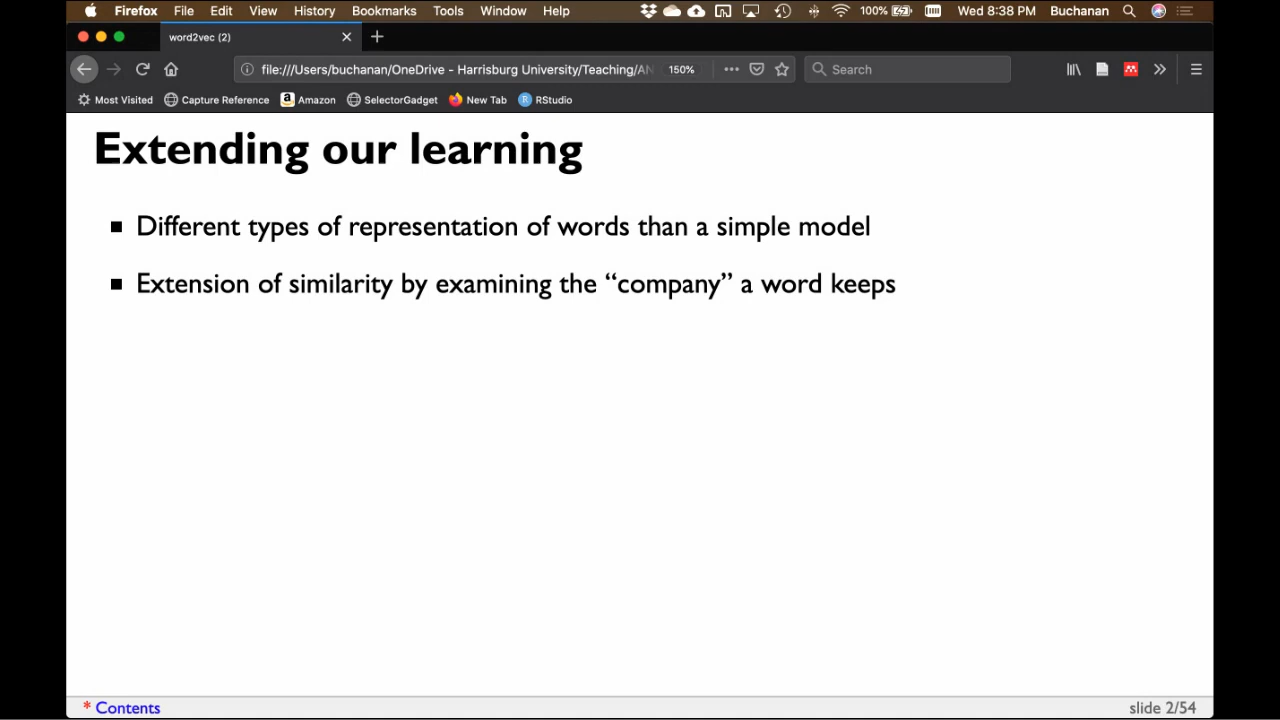 Firefox File Edit View History Bookmarks Tools Window Help 100% Wed 8:38 PM Buchanan
word2vec (2)
file:///Users/buchanan/OneDrive - Harrisburg University/Teaching/AN 150% Search
Most Visited Capture Reference Amazon SelectorGadget New Tab RStudio
Extending our learning
Different types of representation of words than a simple model
Extension of similarity by examining the “company” a word keeps
* Contents slide 2/54